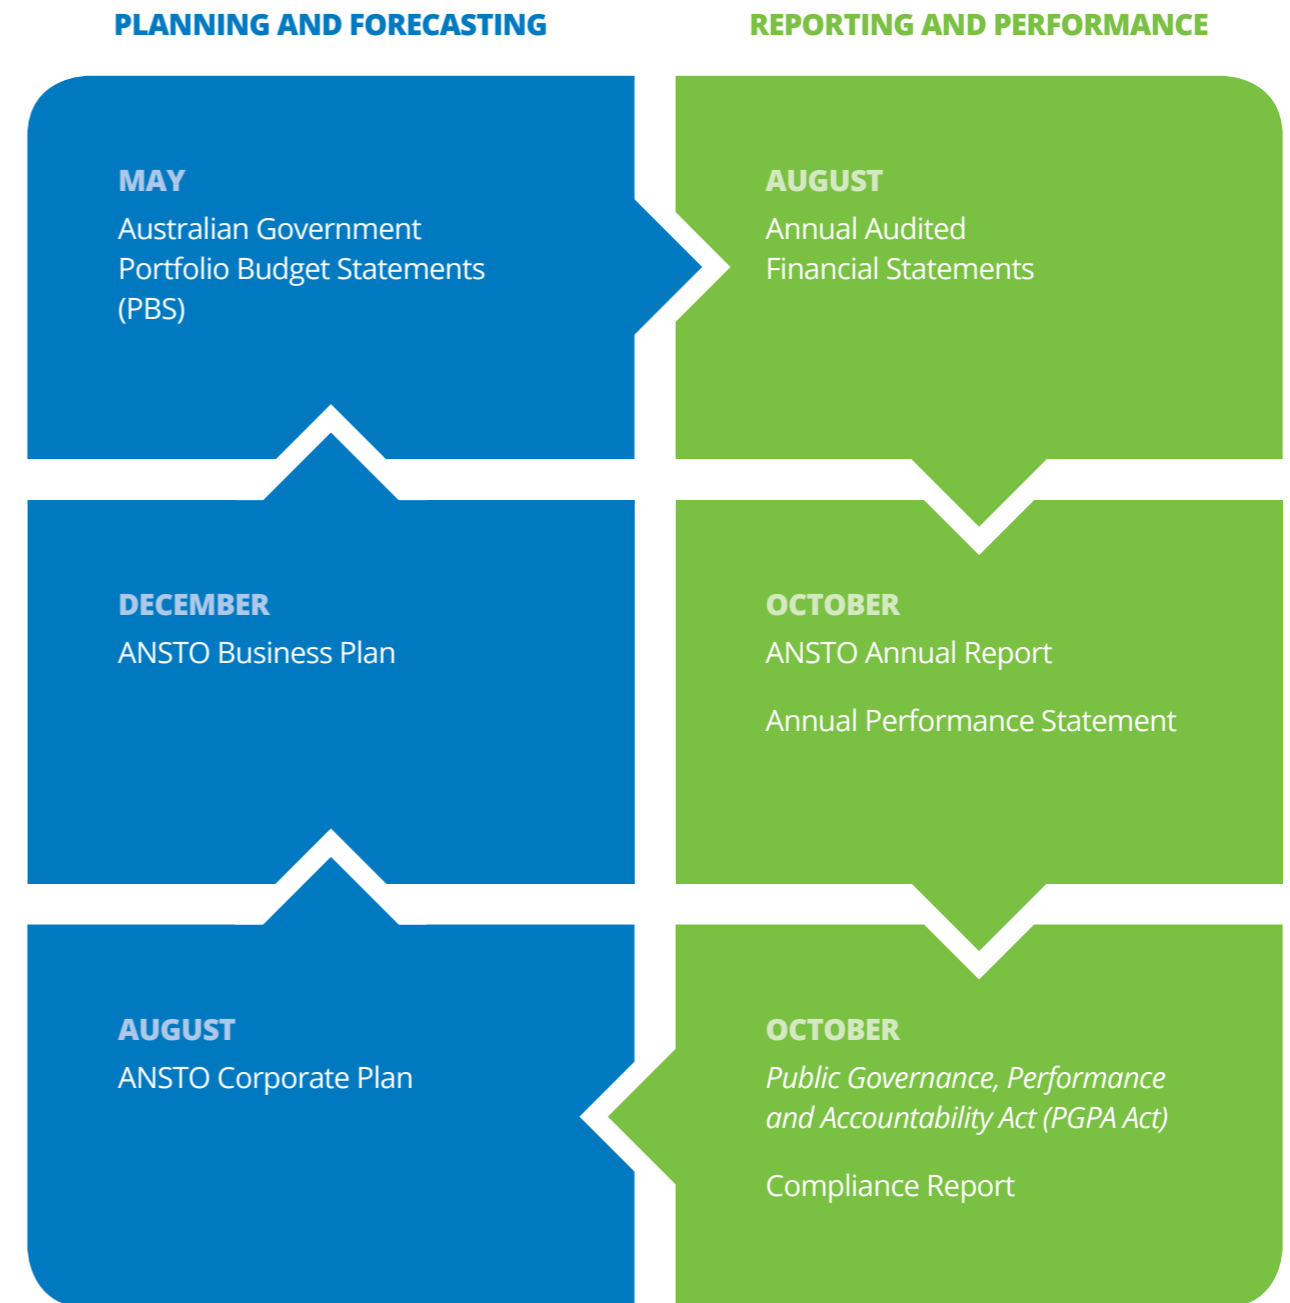 PLANNING AND FORECASTING
MAY
Australian Government
Portfolio Budget Statements
(PBS)
DECEMBER
ANSTO Business Plan
AUGUST
ANSTO Corporate Plan
REPORTING AND PERFORMANCE
AUGUST
Annual Audited
Financial Statements
OCTOBER
ANSTO Annual Report
Annual Performance Statement
OCTOBER
Public Governance, Performance
and Accountability Act (PGPA Act)
Compliance Report